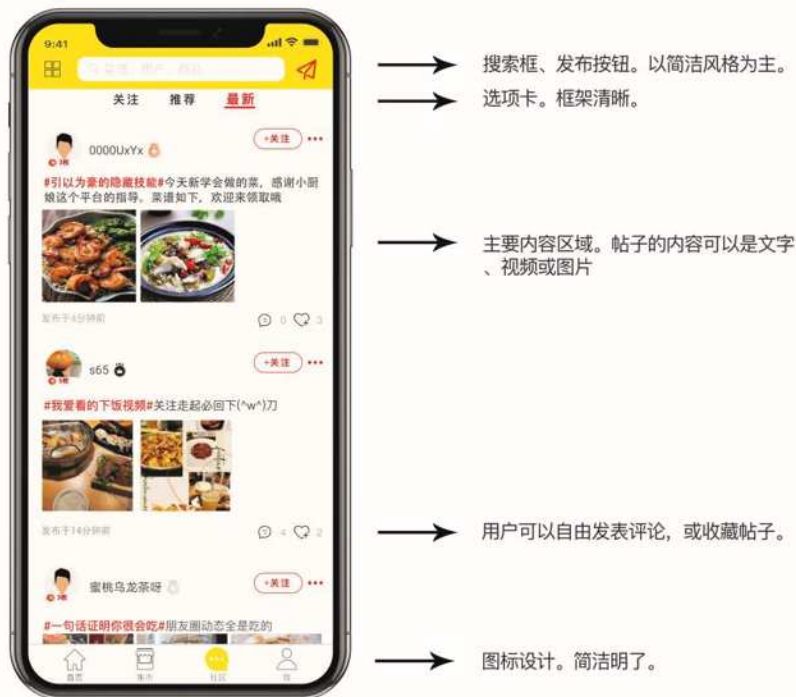 9:41
搜索框、发布按钮。以简洁风格为主。
关注 推荐 最新
选项卡。框架清晰。
0000UxYx
+关注
#引以为豪的隐藏技能#今天新学会做的菜，感谢小厨
娘这个平台的指导。菜谱如下，欢迎来领取哦
主要内容区域。帖子的内容可以是文字
、视频或图片
发布于4分钟前
0 3
s65
+关注
#我爱看的下饭视频#关注走起必回下(^w^)刀
发布于14分钟前
4 2
用户可以自由发表评论，或收藏帖子。
蜜桃乌龙茶呀
+关注
#一句话证明你很会吃#朋友圈动态全是吃的
首页 集市 社区 我
图标设计。简洁明了。